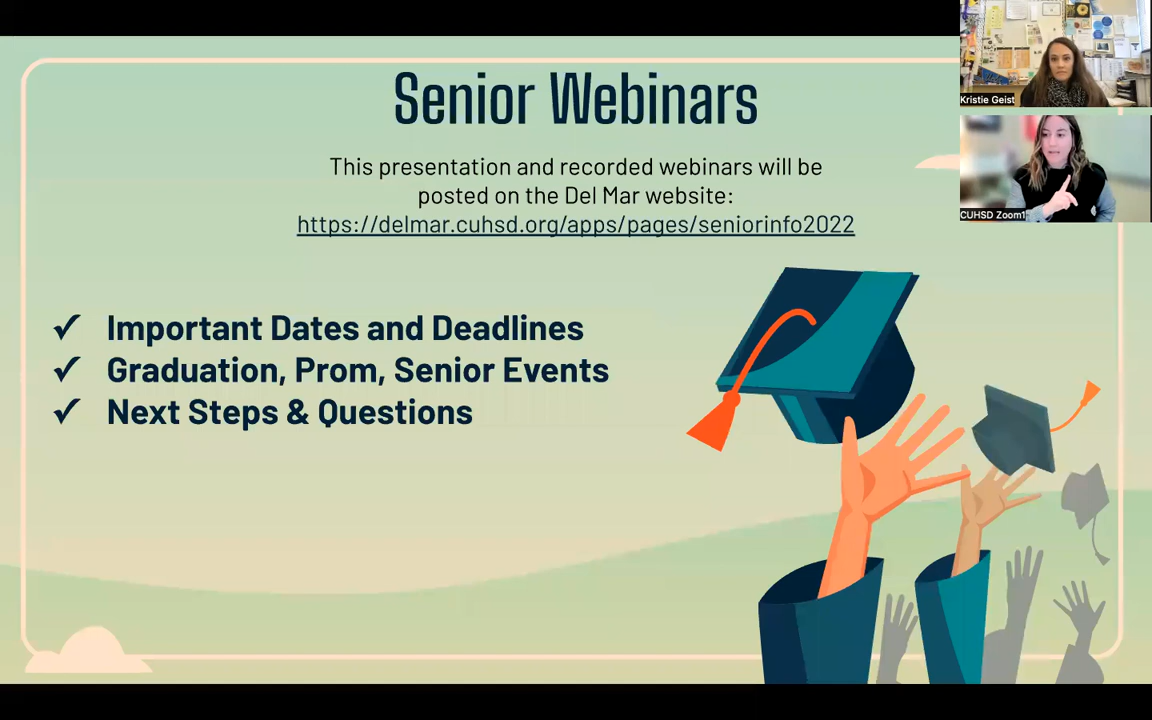 Senior Webinars
This presentation and recorded webinars will be
posted on the Del Mar website:
https://delmar.cuhsd.org/apps/pages/seniorinfo2022
✓ Important Dates and Deadlines
✓ Graduation, Prom, Senior Events
✓ Next Steps & Questions
Kristie Geist
CUHSD Zoom1